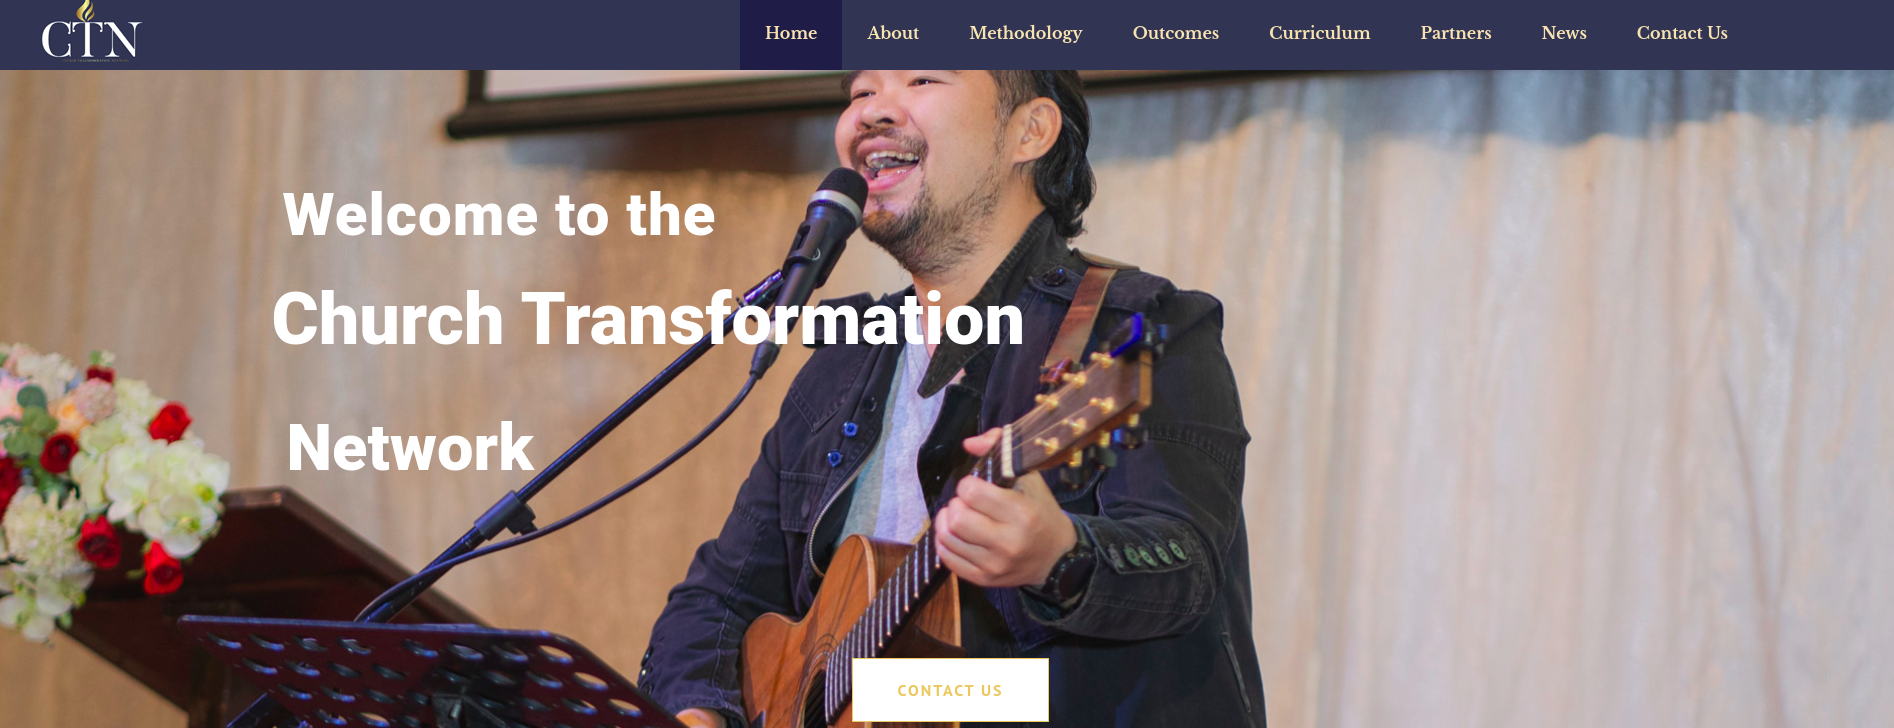 CTN
Home About Methodology Outcomes Curriculum Partners News Contact Us
Welcome to the
Church Transformation
Network
CONTACT US